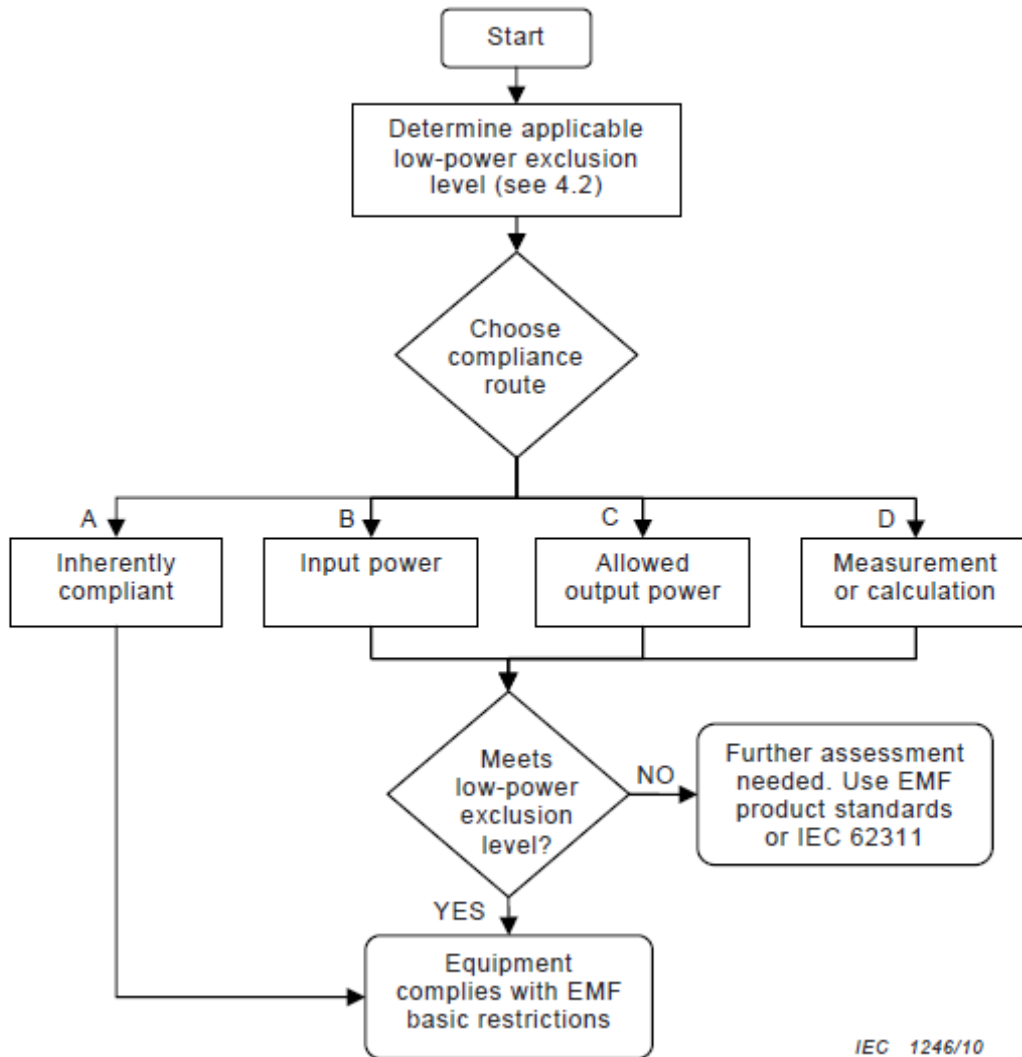 Start
Determine applicable
low-power exclusion
level (see 4.2)
Choose
compliance
route
A
B
C
D
Inherently
compliant
Input power
Allowed
output power
Measurement
or calculation
Meets
low-power
exclusion
level?
NO
Further assessment
needed. Use EMF
product standards
or IEC 62311
YES
Equipment
complies with EMF
basic restrictions
IEC 1246/10